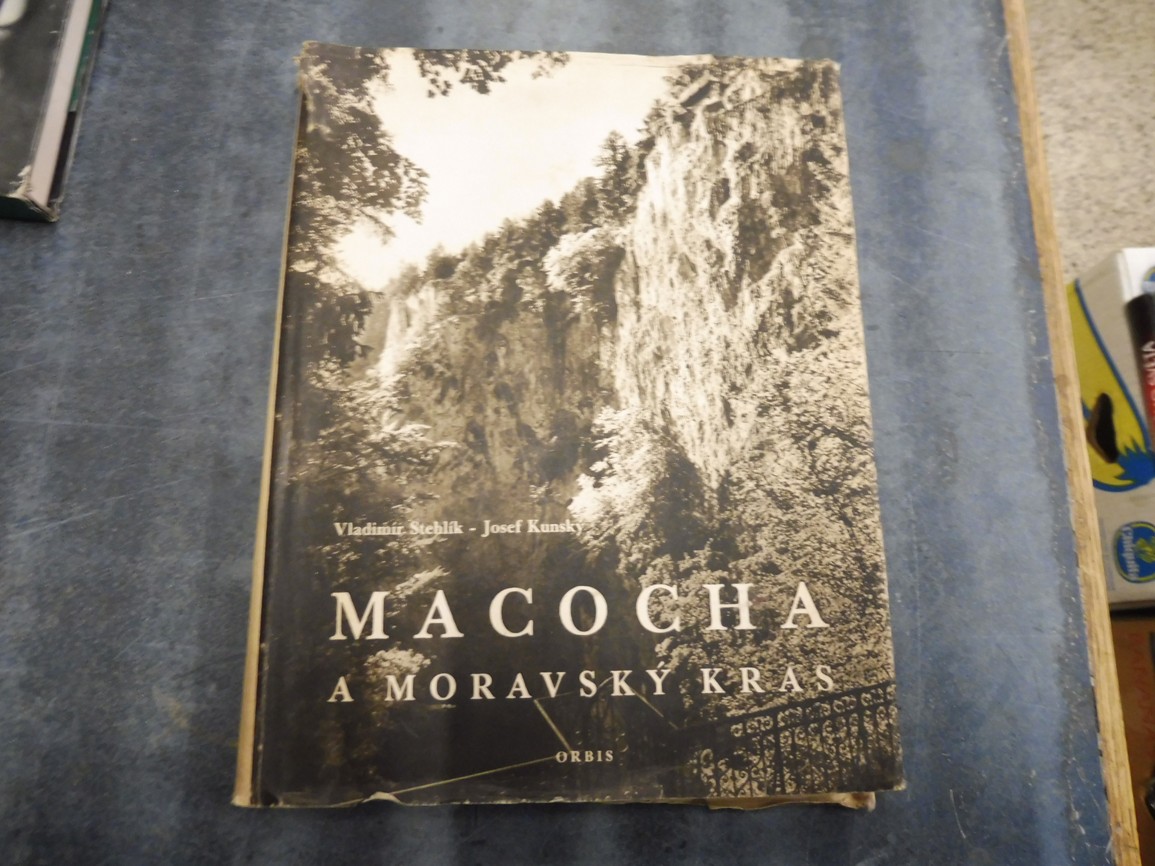 Vladimír Stehlík - Josef Kunský
MACOCHA
A MORAVSKÝ KRAS
ORBIS